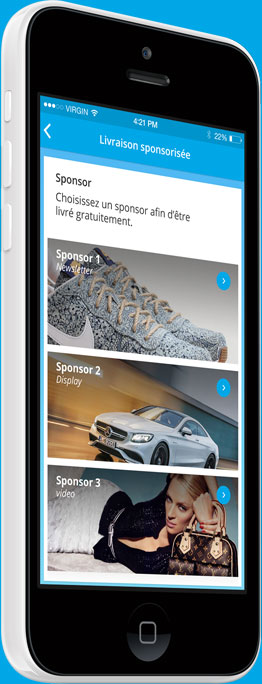 VIRGIN
4:21 PM
22%
Livraison sponsorisée
Sponsor
Choisissez un sponsor afin d'être
livré gratuitement.
Sponsor 1
Newsletter
Sponsor 2
Display
Sponsor 3
video